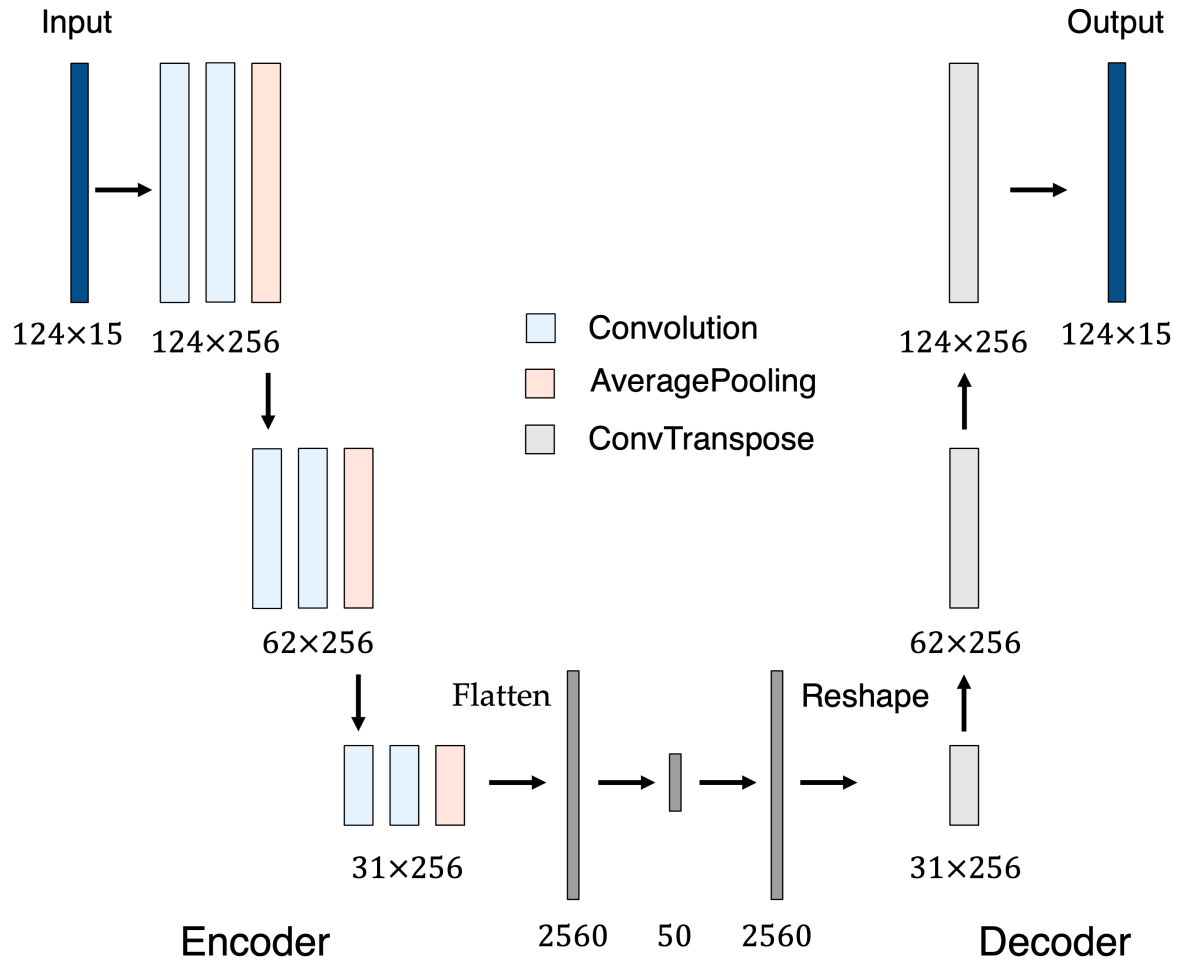 Input
Output
124×15
124×256
Convolution
AveragePooling
ConvTranspose
124×256
124×15
62×256
62×256
Flatten
Reshape
31×256
31×256
2560
50
2560
Encoder
Decoder